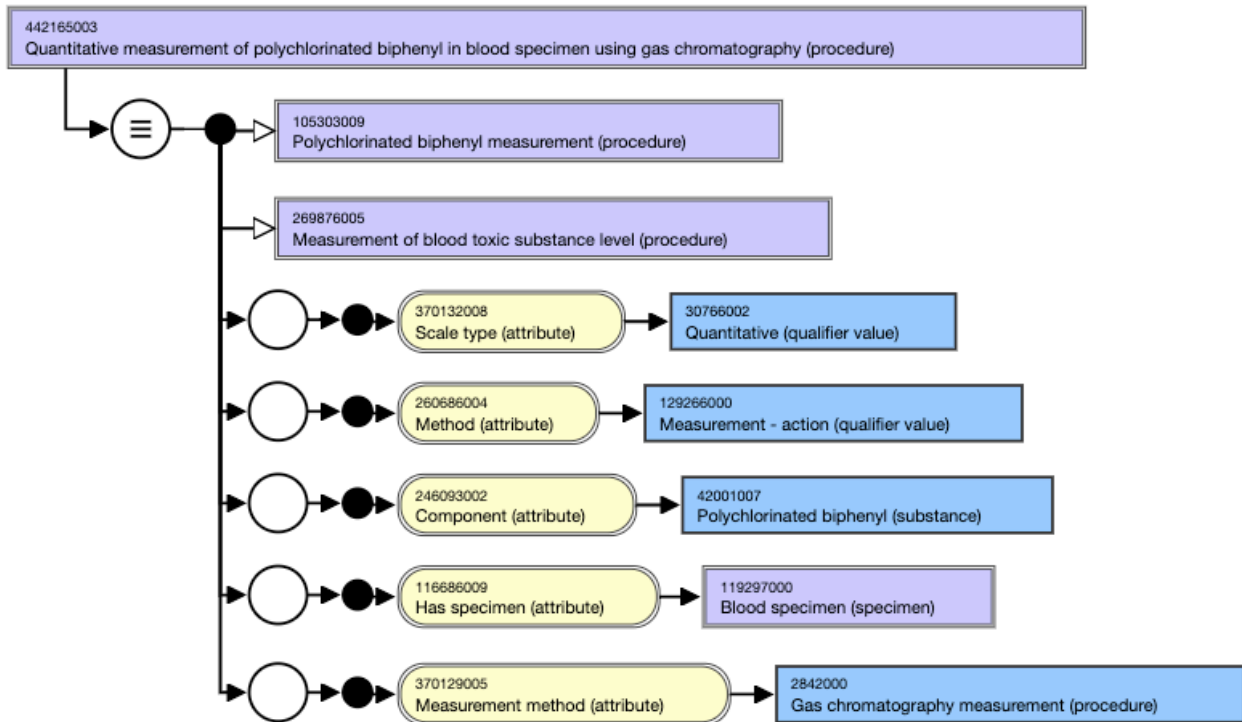 442165003
Quantitative measurement of polychlorinated biphenyl in blood specimen using gas chromatography (procedure)
105303009
Polychlorinated biphenyl measurement (procedure)
269876005
Measurement of blood toxic substance level (procedure)
370132008
Scale type (attribute)
30766002
Quantitative (qualifier value)
260686004
Method (attribute)
129266000
Measurement - action (qualifier value)
246093002
Component (attribute)
42001007
Polychlorinated biphenyl (substance)
116686009
Has specimen (attribute)
119297000
Blood specimen (specimen)
370129005
Measurement method (attribute)
2842000
Gas chromatography measurement (procedure)